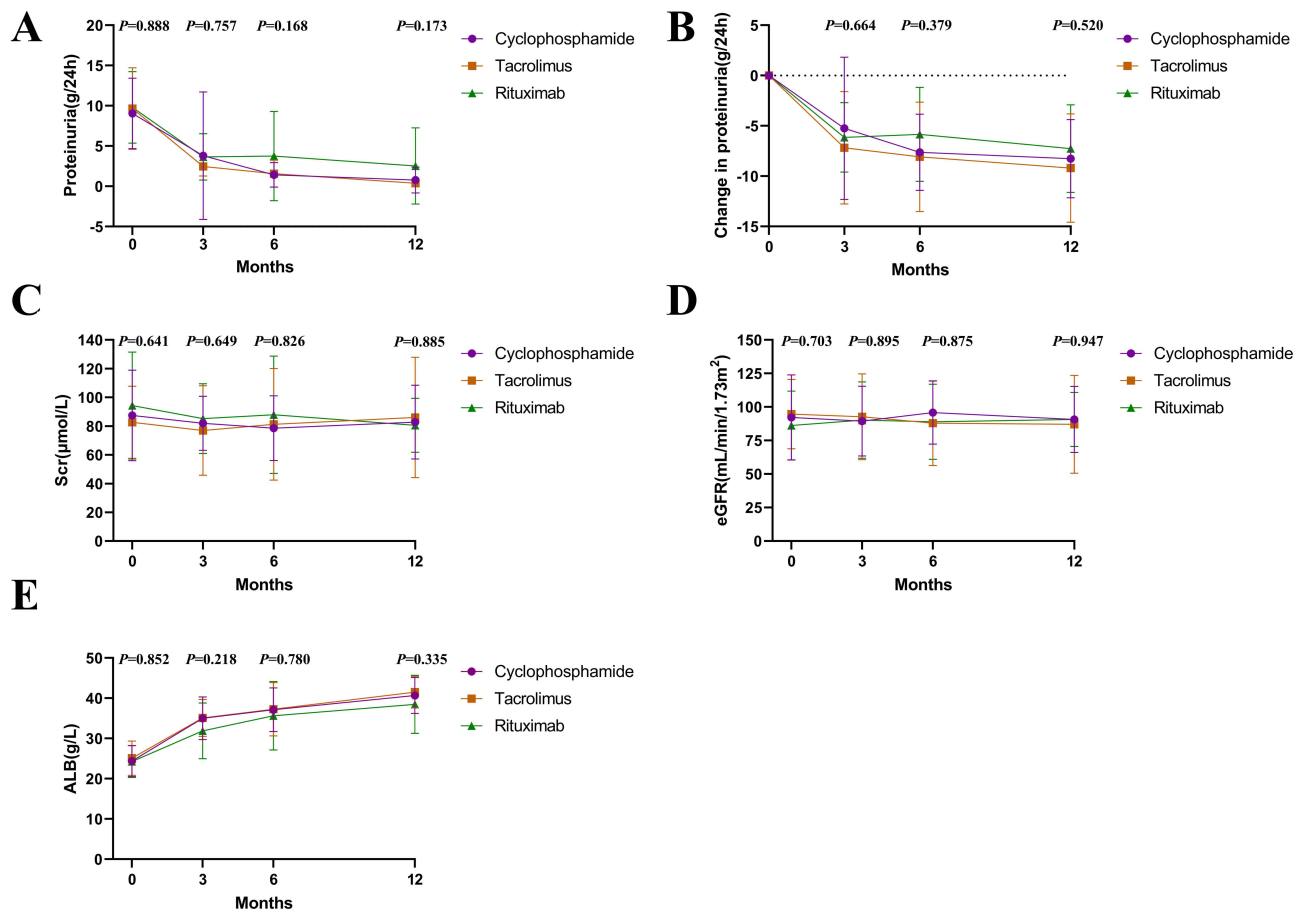 A
P=0.888 P=0.757 P=0.168 P=0.173
Proteinuria(g/24h)
20
15
10
5
0
-5
0 3 6 12
Months
Cyclophosphamide
Tacrolimus
Rituximab
B
P=0.664 P=0.379 P=0.520
Change in proteinuria(g/24h)
5
0
-5
-10
-15
0 3 6 12
Months
Cyclophosphamide
Tacrolimus
Rituximab
C
P=0.641 P=0.649 P=0.826 P=0.885
Scr(μmol/L)
140
120
100
80
60
40
20
0
0 3 6 12
Months
Cyclophosphamide
Tacrolimus
Rituximab
D
P=0.703 P=0.895 P=0.875 P=0.947
eGFR(mL/min/1.73m²)
150
125
100
75
50
25
0
0 3 6 12
Months
Cyclophosphamide
Tacrolimus
Rituximab
E
P=0.852 P=0.218 P=0.780 P=0.335
ALB(g/L)
50
40
30
20
10
0
0 3 6 12
Months
Cyclophosphamide
Tacrolimus
Rituximab